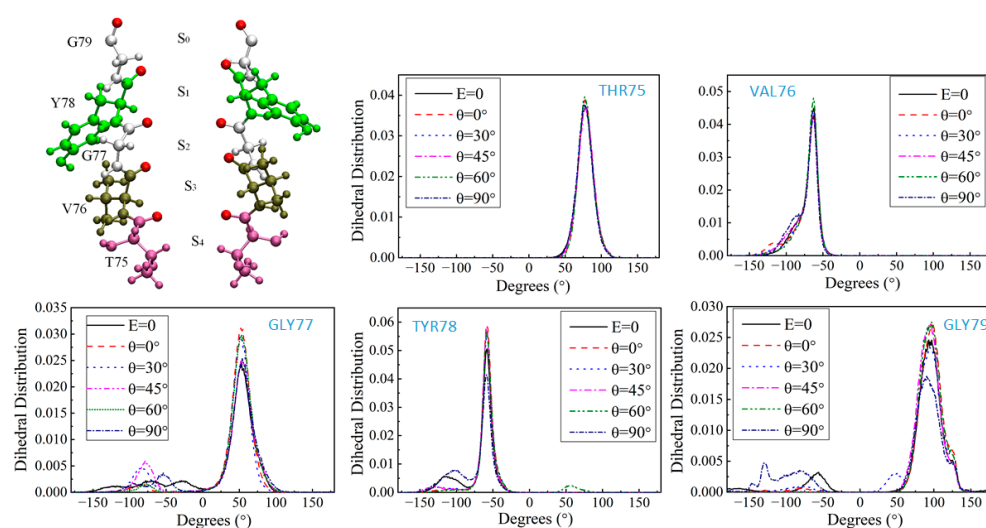 G79
S₀
Y78
S₁
G77
S₂
V76
S₃
T75
S₄
Dihedral Distribution
0.04
0.03
0.02
0.01
0.00
THR75
E=0
θ=0°
θ=30°
θ=45°
θ=60°
θ=90°
−150 −100 −50 0 50 100 150
Degrees (°)
Dihedral Distribution
0.05
0.04
0.03
0.02
0.01
0.00
VAL76
E=0
θ=0°
θ=30°
θ=45°
θ=60°
θ=90°
−150 −100 −50 0 50 100 150
Degrees (°)
Dihedral Distribution
0.035
0.030
0.025
0.020
0.015
0.010
0.005
0.000
GLY77
E=0
θ=0°
θ=30°
θ=45°
θ=60°
θ=90°
−150 −100 −50 0 50 100 150
Degrees (°)
Dihedral Distribution
0.06
0.05
0.04
0.03
0.02
0.01
0.00
TYR78
E=0
θ=0°
θ=30°
θ=45°
θ=60°
θ=90°
−150 −100 −50 0 50 100 150
Degrees (°)
Dihedral Distribution
0.030
0.025
0.020
0.015
0.010
0.005
0.000
GLY79
E=0
θ=0°
θ=30°
θ=45°
θ=60°
θ=90°
−150 −100 −50 0 50 100 150
Degrees (°)